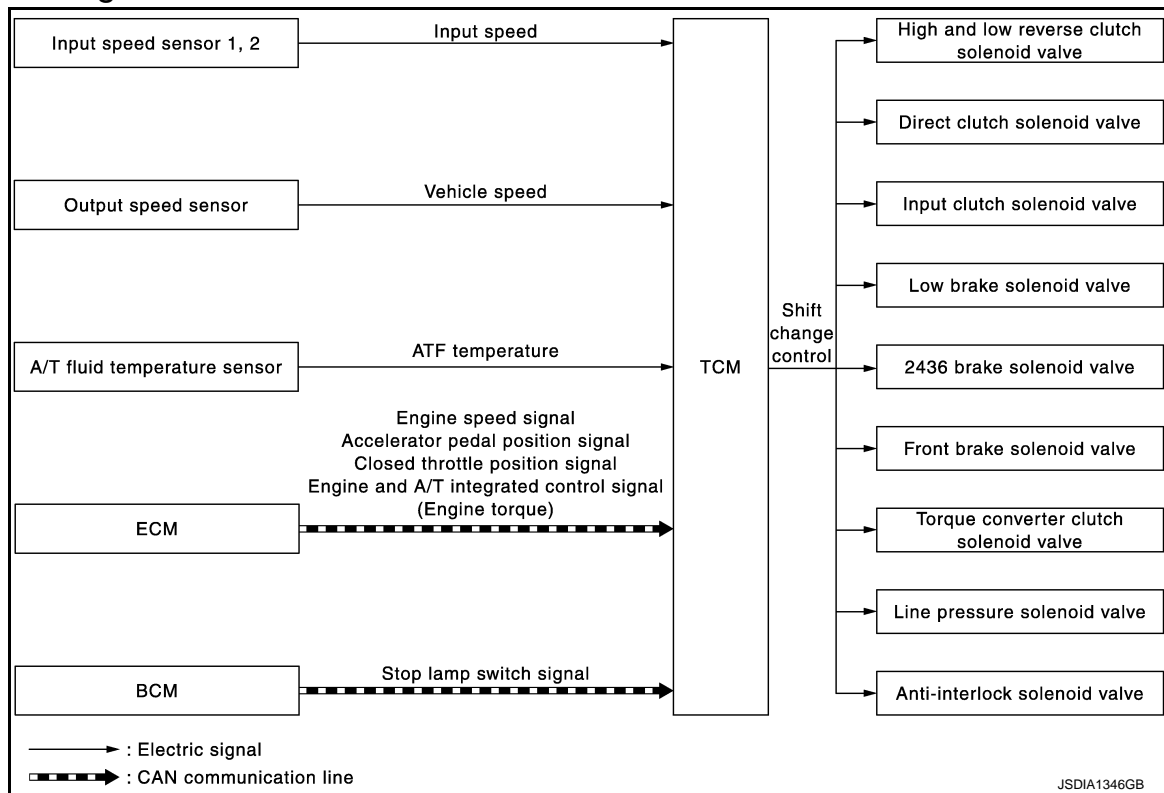 Input speed sensor 1, 2
Input speed
Output speed sensor
Vehicle speed
A/T fluid temperature sensor
ATF temperature
Engine speed signal
Accelerator pedal position signal
Closed throttle position signal
Engine and A/T integrated control signal
(Engine torque)
ECM
BCM
Stop lamp switch signal
TCM
Shift
change
control
High and low reverse clutch
solenoid valve
Direct clutch solenoid valve
Input clutch solenoid valve
Low brake solenoid valve
2436 brake solenoid valve
Front brake solenoid valve
Torque converter clutch
solenoid valve
Line pressure solenoid valve
Anti-interlock solenoid valve
: Electric signal
: CAN communication line
JSDIA1346GB